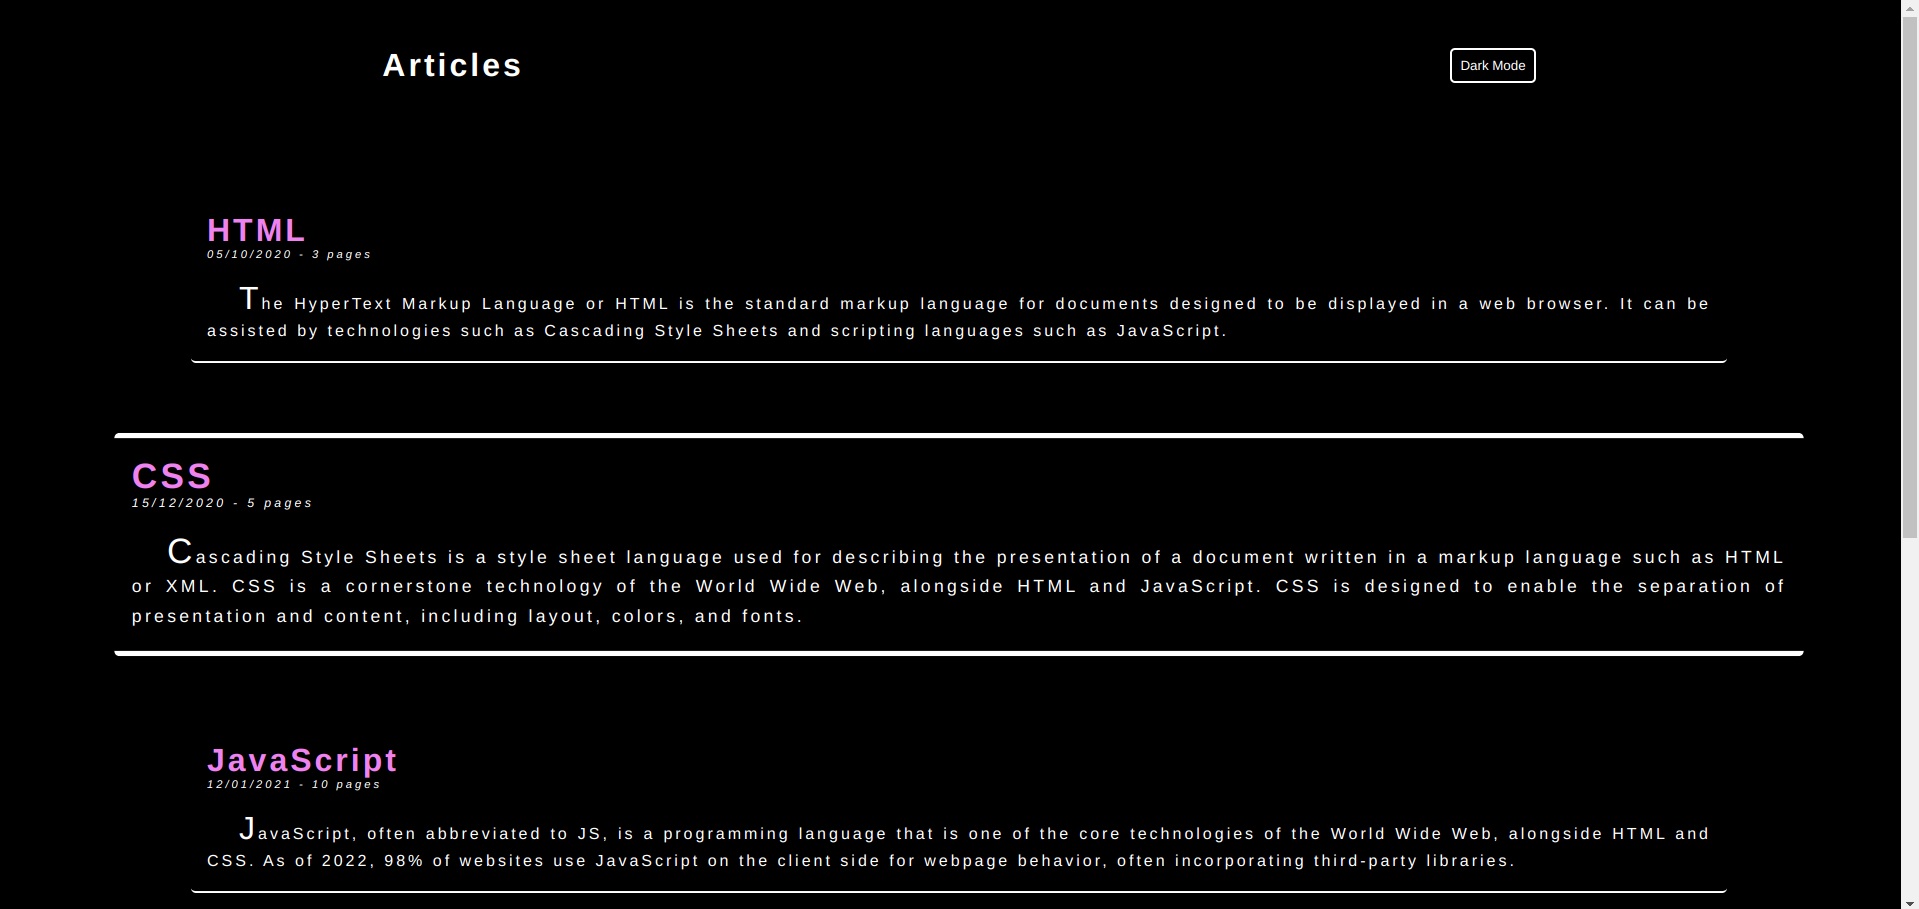 Articles
Dark Mode
HTML
05/10/2020 - 3 pages
The HyperText Markup Language or HTML is the standard markup language for documents designed to be displayed in a web browser. It can be
assisted by technologies such as Cascading Style Sheets and scripting languages such as JavaScript.
CSS
15/12/2020 - 5 pages
Cascading Style Sheets is a style sheet language used for describing the presentation of a document written in a markup language such as HTML
or XML. CSS is a cornerstone technology of the World Wide Web, alongside HTML and JavaScript. CSS is designed to enable the separation of
presentation and content, including layout, colors, and fonts.
JavaScript
12/01/2021 - 10 pages
JavaScript, often abbreviated to JS, is a programming language that is one of the core technologies of the World Wide Web, alongside HTML and
CSS. As of 2022, 98% of websites use JavaScript on the client side for webpage behavior, often incorporating third-party libraries.